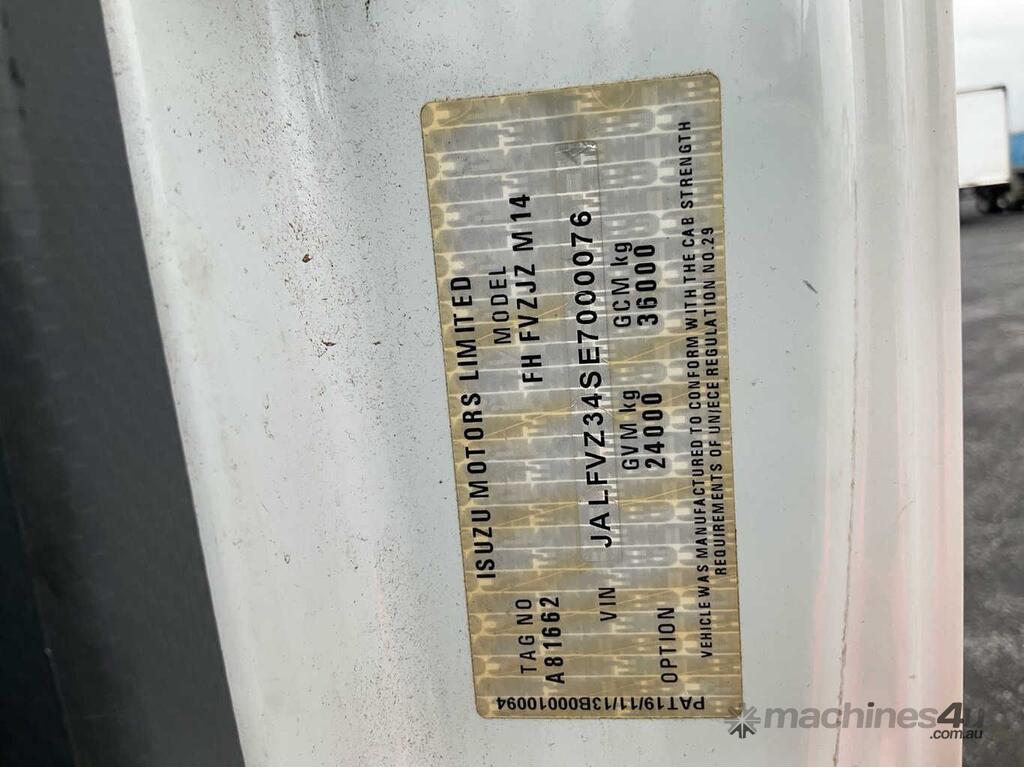 ISUZU MOTORS LIMITED
TAG NO MODEL
A81662 FH FVZJZ M14
VIN JALFVZ34SE7000076
GVM kg GCM kg
OPTION 24000 36000
VEHICLE WAS MANUFACTURED TO CONFORM WITH THE CAB STRENGTH
REQUIREMENTS OF UN/ECE REGULATION NO.29
PAT19/11/13B00010094
machines4u
.com.au